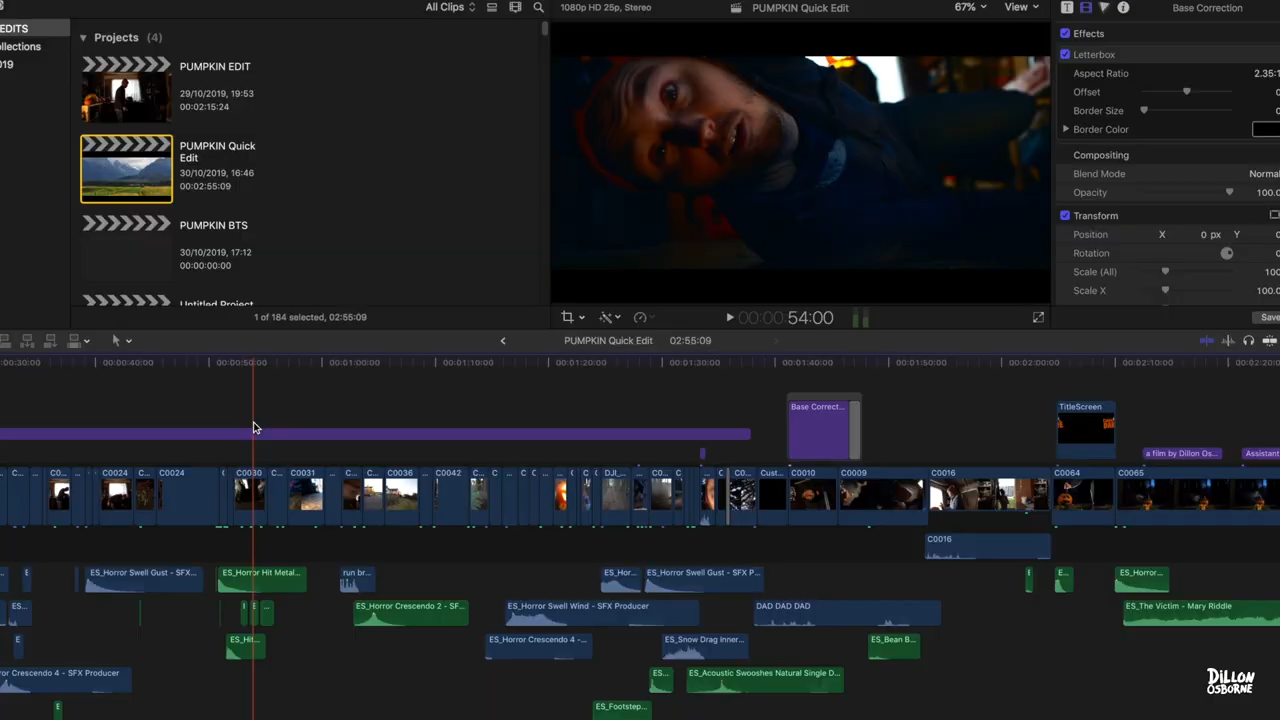 All Clips
1080p HD 25p, Stereo
PUMPKIN Quick Edit
67%
View
Base Correction
EDITS
ollections
019
Projects (4)
PUMPKIN EDIT
29/10/2019, 19:53
00:02:15:24
PUMPKIN Quick
Edit
30/10/2019, 16:46
00:02:55:09
PUMPKIN BTS
30/10/2019, 17:12
00:00:00:00
Untitled Project
1 of 184 selected, 02:55:09
Effects
Letterbox
Aspect Ratio 2.35:1
Offset 0
Border Size 0
Border Color
Compositing
Blend Mode Normal
Opacity 100.
Transform
Position X 0 px Y 0
Rotation 0
Scale (All) 100
Scale X 100.
00:00 54:00
Save
PUMPKIN Quick Edit 02:55:09
:00:30:00 00:00:40:00 00:00:50:00 00:01:00:00 00:01:10:00 00:01:20:00 00:01:30:00 00:01:40:00 00:01:50:00 00:02:00:00 00:02:10:00 00:02:20:0
Base Correct...
TitleScreen
a film by Dillon Os...
Assistant
C... C... C0... C0024 C... C0024 C0030 C... C0031 C... C... C0036 C0042 C... C C C DJI... C0... C C0... Cust... C0010 C0009 C0016 C0064 C0065
C0016
E ES_Horror Swell Gust - SFX... ES_Horror Hit Metal... run br... ES_Hor... ES_Horror Swell Gust - SFX P... E... ES_Horror...
ES... E ... ES_Horror Crescendo 2 - SF... ES_Horror Swell Wind - SFX Producer DAD DAD DAD ES_The Victim - Mary Riddle
E ES_Hit... ES_Horror Crescendo 4 -... ES_Snow Drag Inner... ES_Bean B...
orror Crescendo 4 - SFX Producer ES... ES_Acoustic Swooshes Natural Single D...
E ES_Footstep...
DILLON
OSBORNE